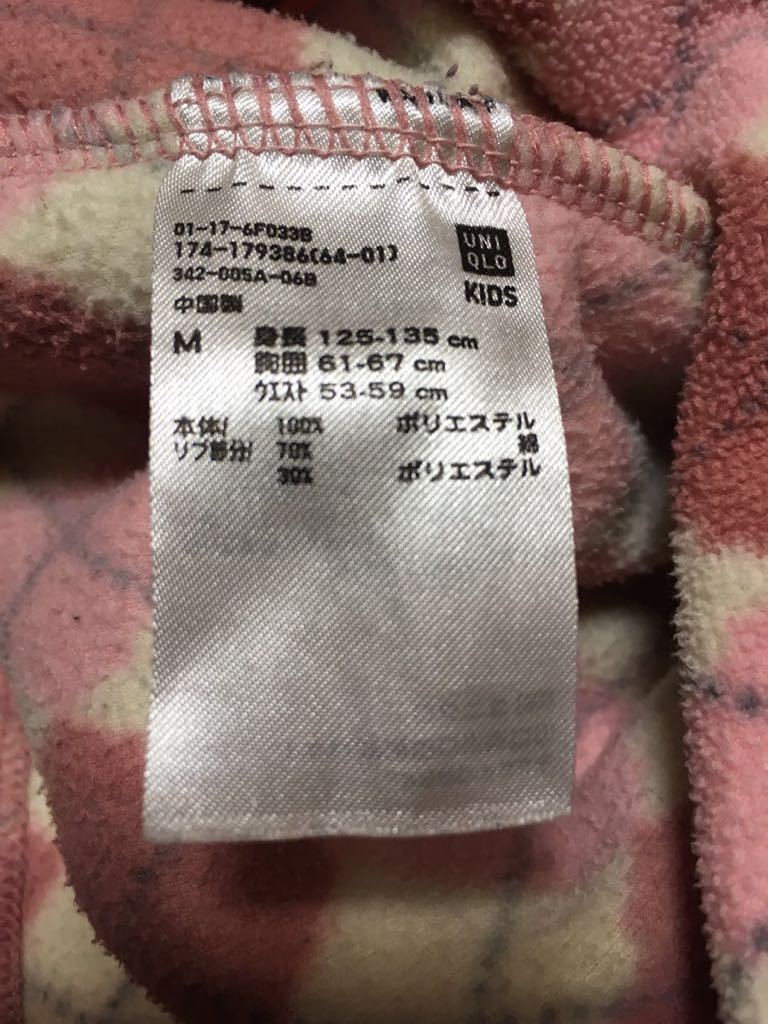 01-17-6F033B
174-179386(64-01)
342-005A-06B
中国製
UNI
QLO
KIDS
M 身長 125-135 cm
胸囲 61-67 cm
ウエスト 53-59 cm
本体/ 100% ポリエステル
リブ部分/ 70% 綿
30% ポリエステル